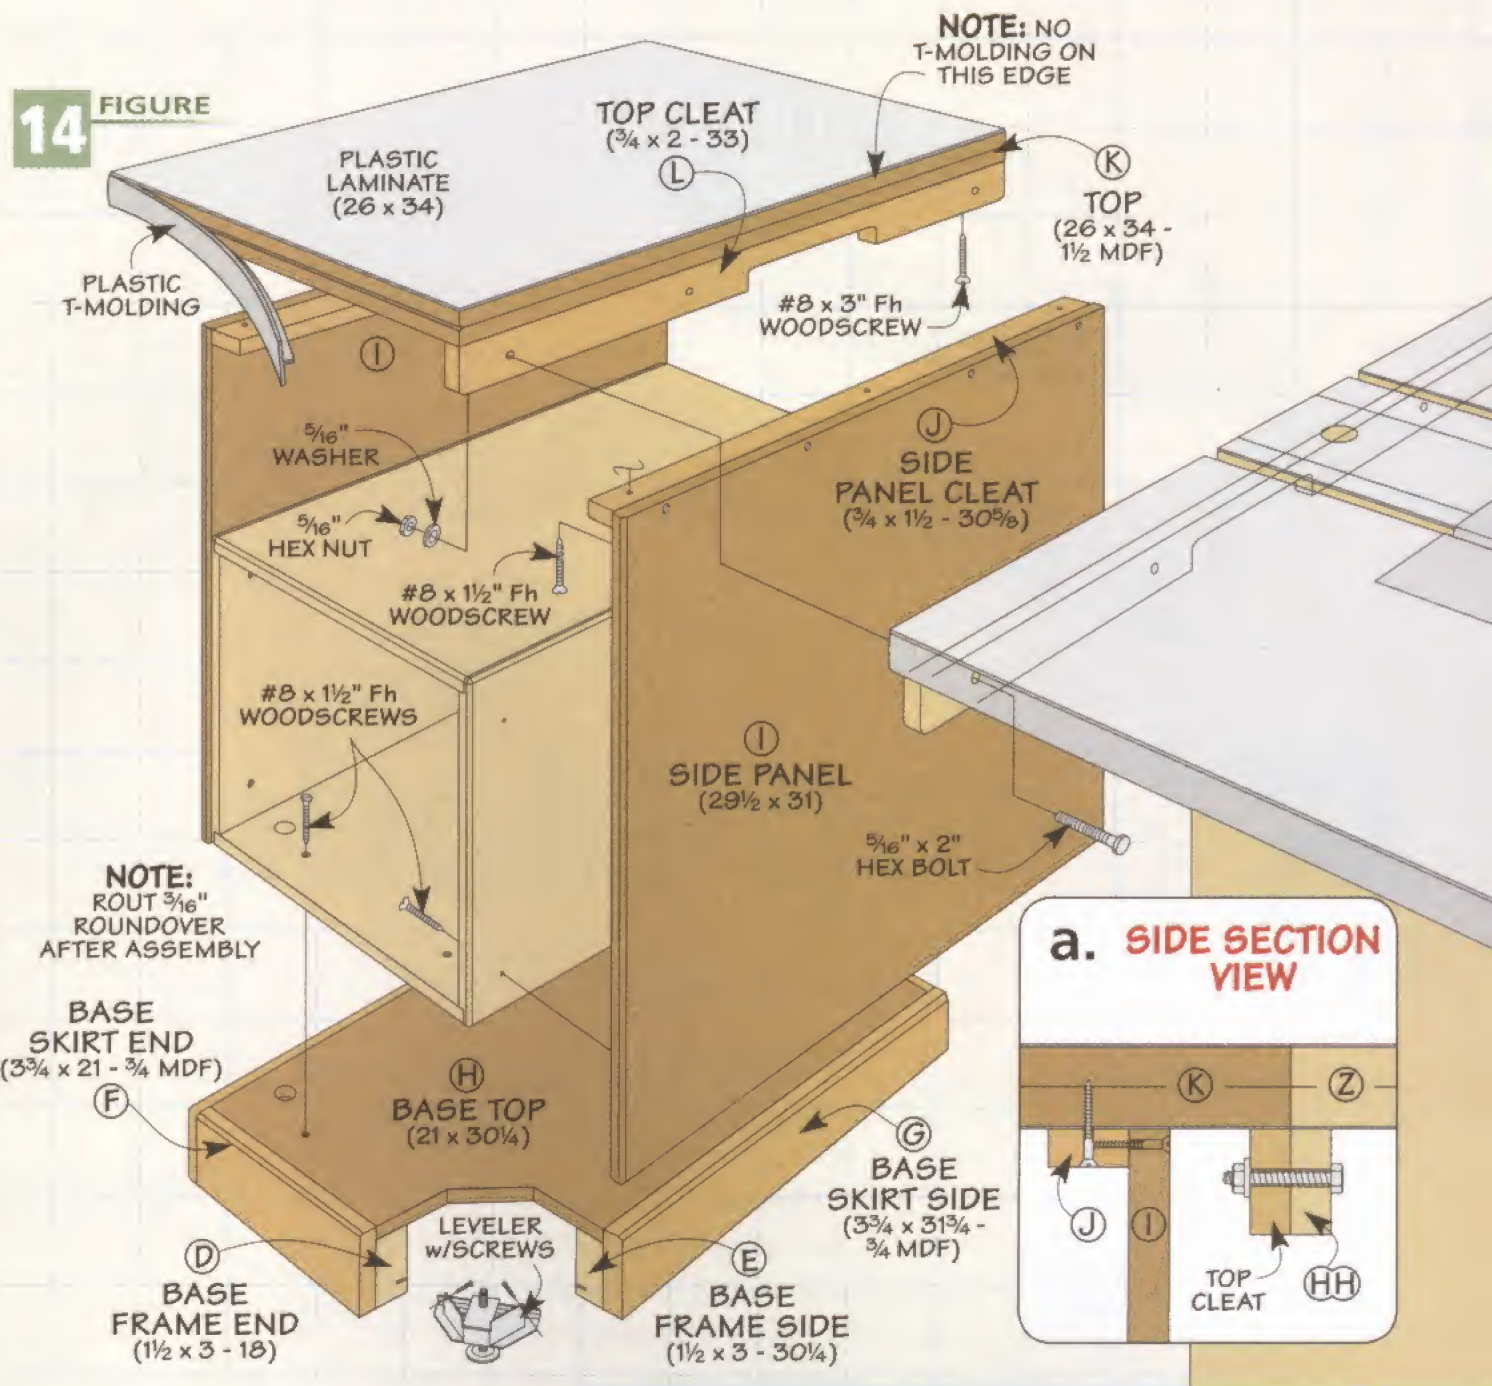 14 FIGURE
NOTE: NO
T-MOLDING ON
THIS EDGE
TOP CLEAT
(¾ x 2 - 33)
L
PLASTIC
LAMINATE
(26 x 34)
K
TOP
(26 x 34 -
1½ MDF)
PLASTIC
T-MOLDING
#8 x 3" Fh
WOODSCREW
I
J
SIDE
PANEL CLEAT
(¾ x 1½ - 30⅝)
5/16"
WASHER
5/16"
HEX NUT
#8 x 1½" Fh
WOODSCREW
#8 x 1½" Fh
WOODSCREWS
I
SIDE PANEL
(29½ x 31)
5/16" x 2"
HEX BOLT
NOTE:
ROUT 3/16"
ROUNDOVER
AFTER ASSEMBLY
BASE
SKIRT END
(3¾ x 21 - ¾ MDF)
F
H
BASE TOP
(21 x 30¼)
G
BASE
SKIRT SIDE
(3¾ x 31¾ -
¾ MDF)
D
BASE
FRAME END
(1½ x 3 - 18)
LEVELER
w/SCREWS
E
BASE
FRAME SIDE
(1½ x 3 - 30¼)
a. SIDE SECTION
VIEW
K
Z
J
I
TOP
CLEAT
HH